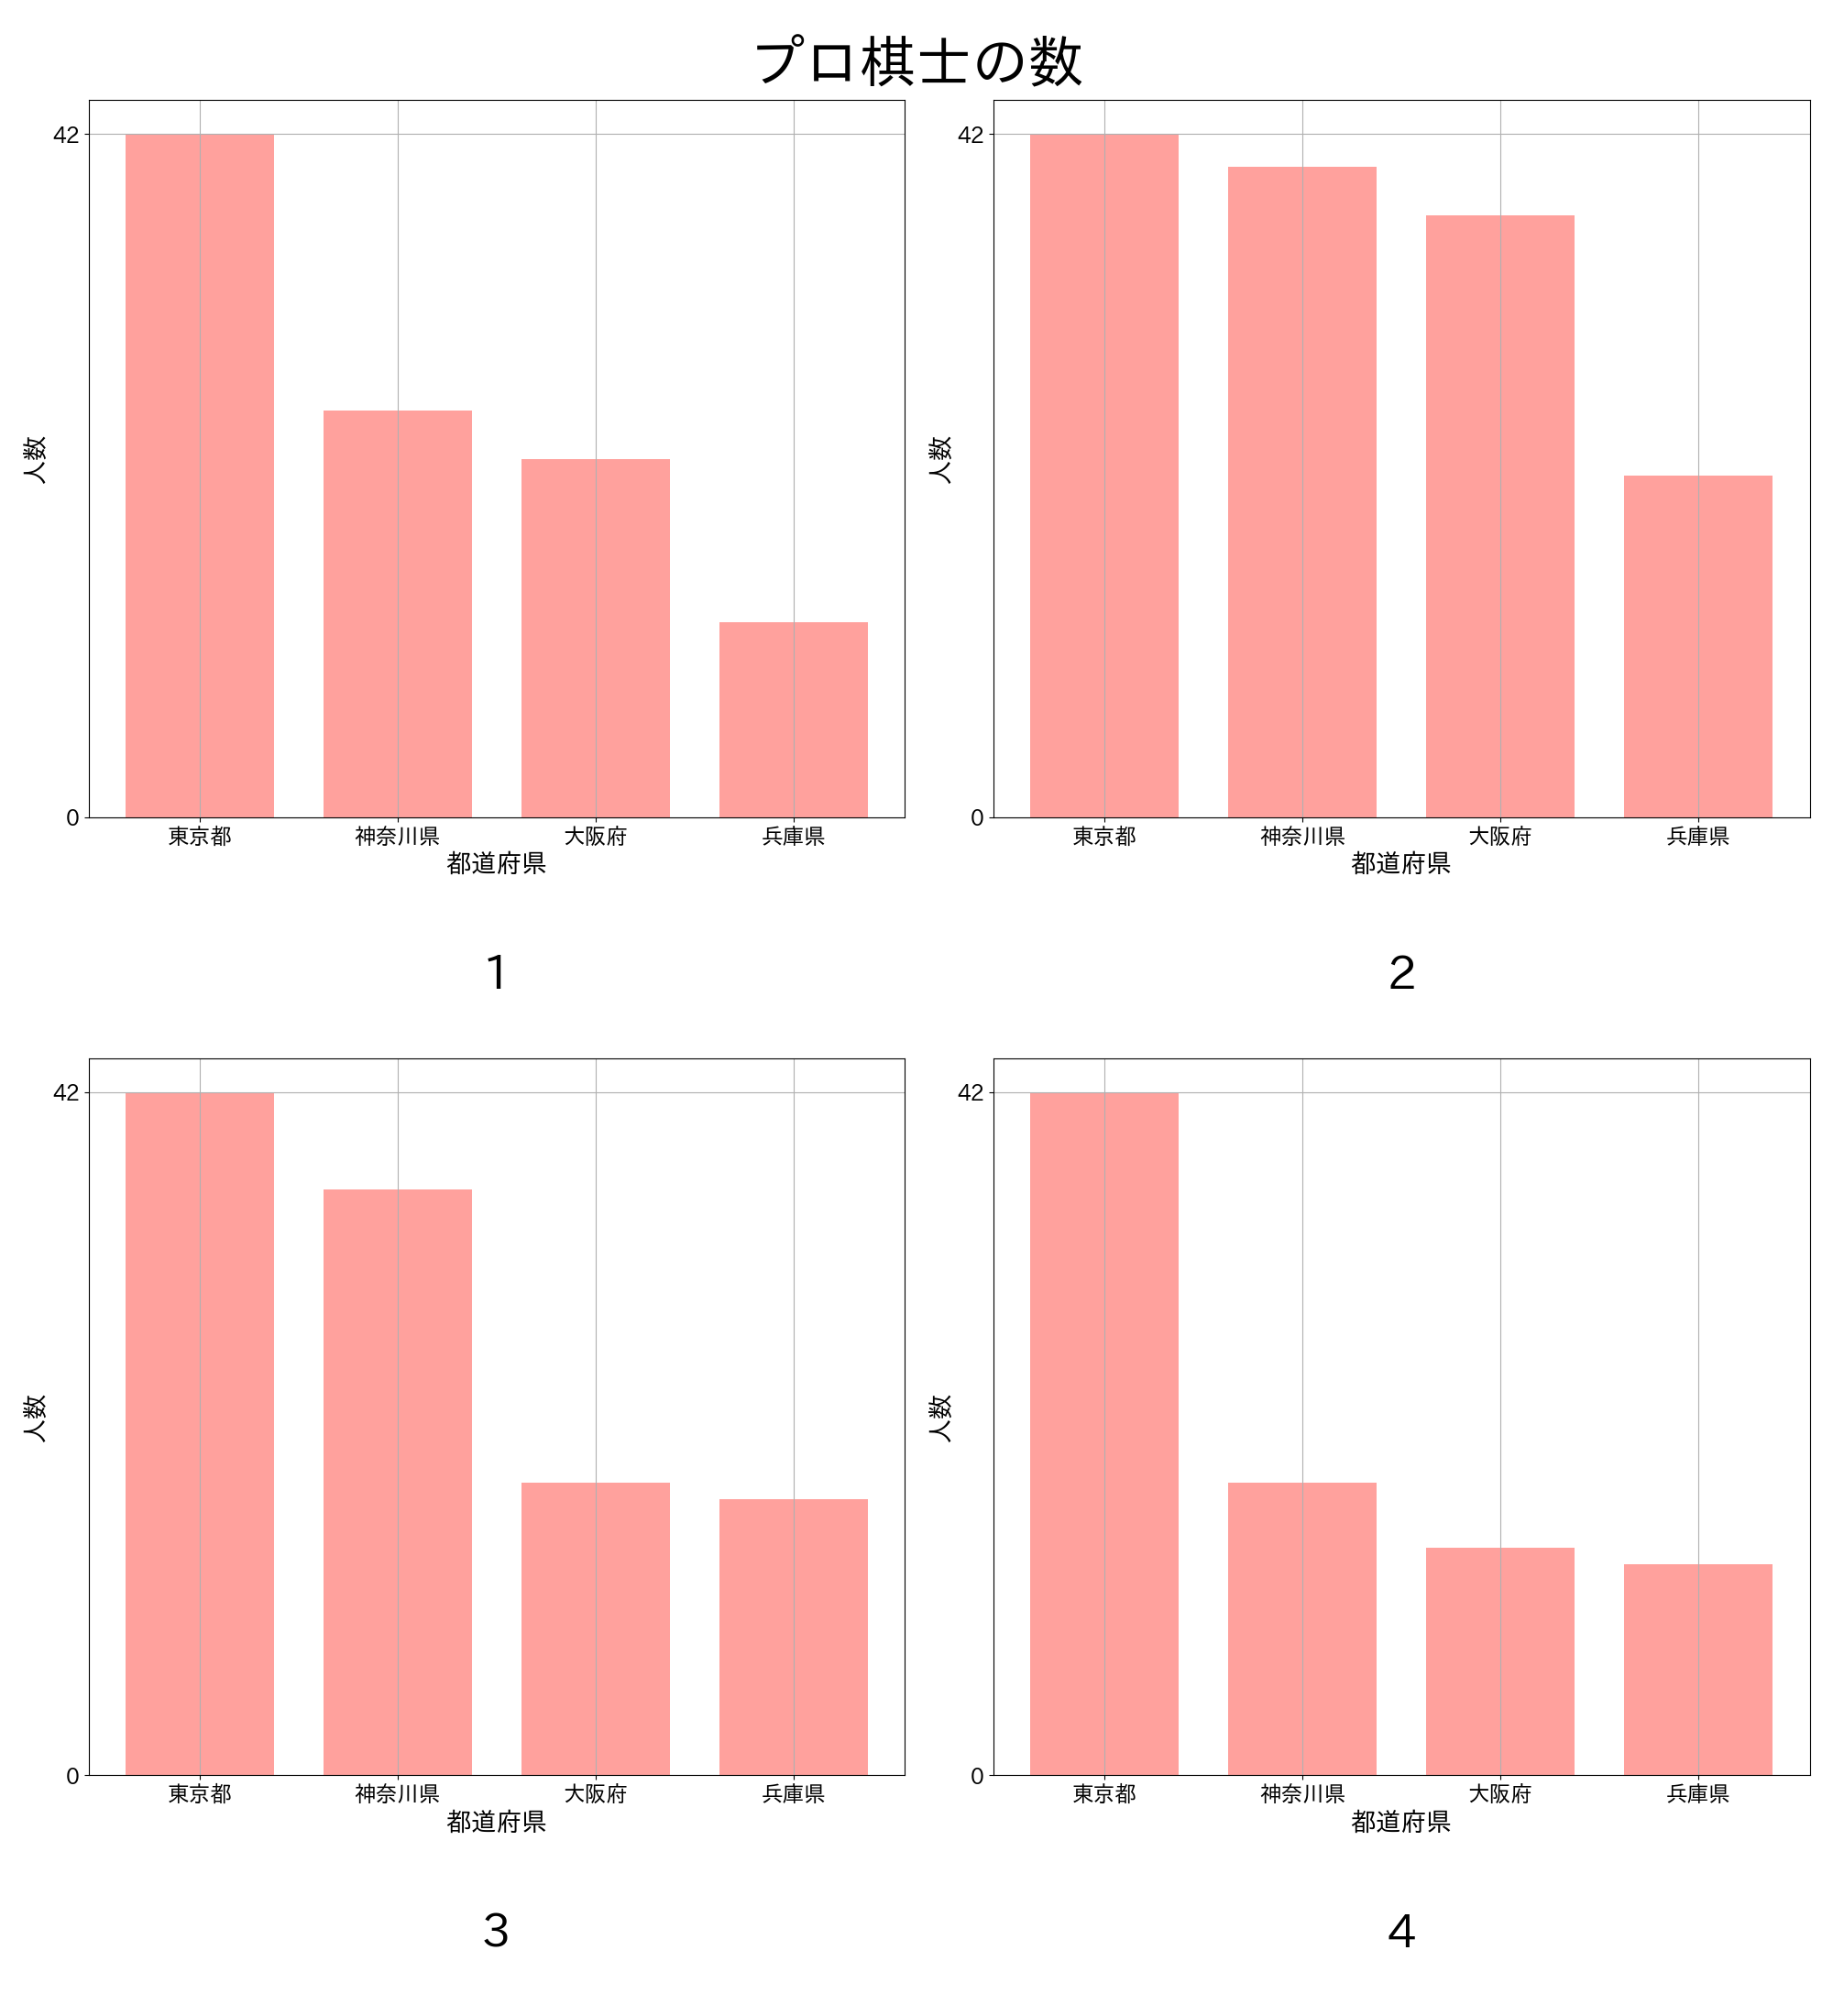 プロ棋士の数
42
0
人数
東京都 神奈川県 大阪府 兵庫県
都道府県
1
42
0
人数
東京都 神奈川県 大阪府 兵庫県
都道府県
2
42
0
人数
東京都 神奈川県 大阪府 兵庫県
都道府県
3
42
0
人数
東京都 神奈川県 大阪府 兵庫県
都道府県
4